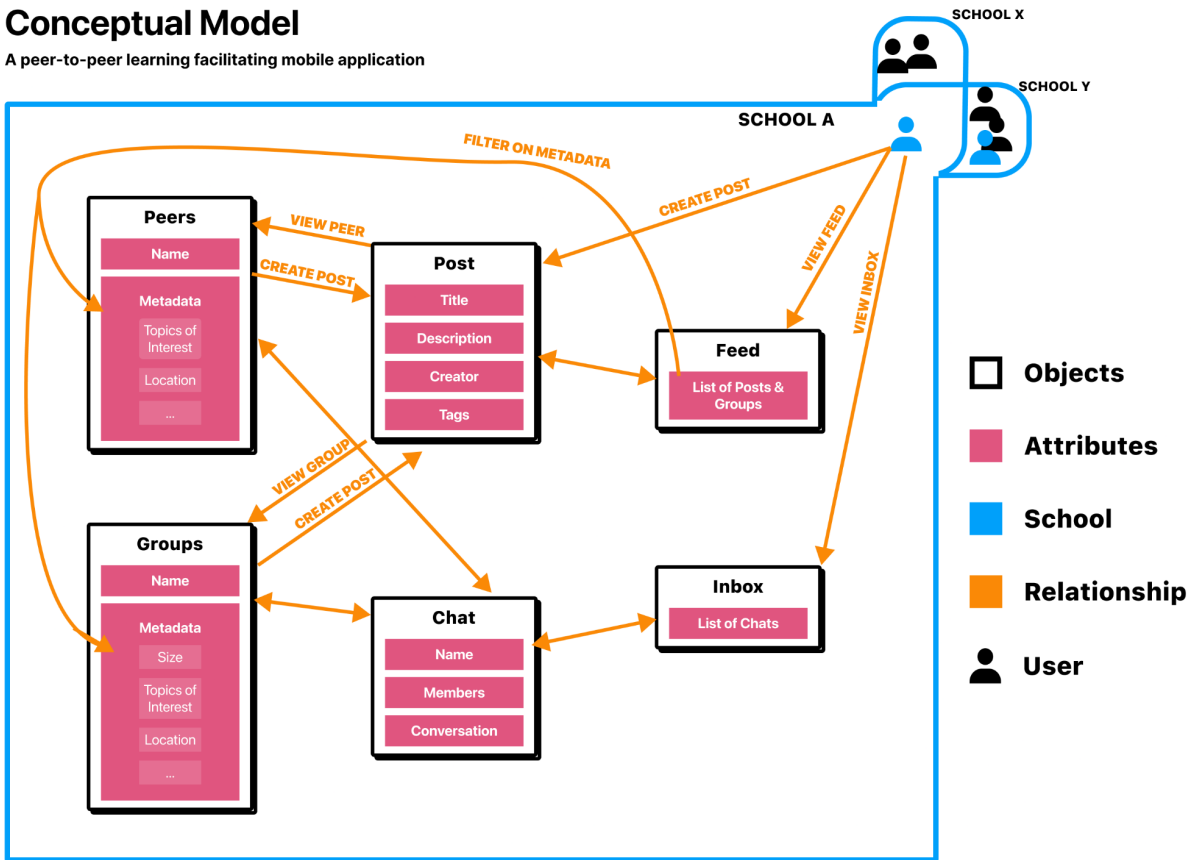 Conceptual Model
A peer-to-peer learning facilitating mobile application
SCHOOL X
SCHOOL Y
SCHOOL A
FILTER ON METADATA
CREATE POST
VIEW FEED
VIEW INBOX
Peers
Name
Metadata
Topics of
Interest
Location
...
VIEW PEER
CREATE POST
Post
Title
Description
Creator
Tags
Feed
List of Posts &
Groups
VIEW GROUP
CREATE POST
Groups
Name
Metadata
Size
Topics of
Interest
Location
...
Chat
Name
Members
Conversation
Inbox
List of Chats
Objects
Attributes
School
Relationship
User